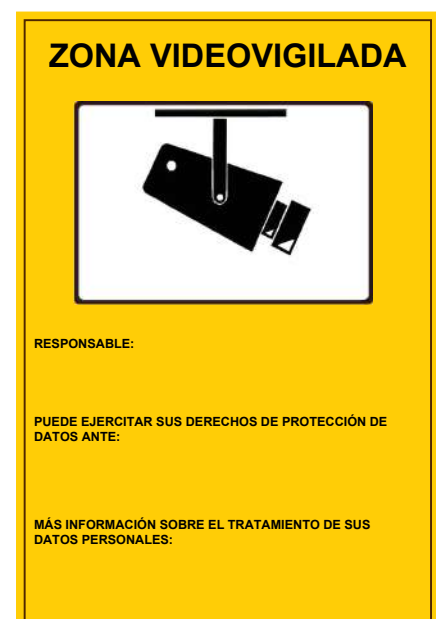 ZONA VIDEOVIGILADA
RESPONSABLE:
PUEDE EJERCITAR SUS DERECHOS DE PROTECCIÓN DE
DATOS ANTE:
MÁS INFORMACIÓN SOBRE EL TRATAMIENTO DE SUS
DATOS PERSONALES: